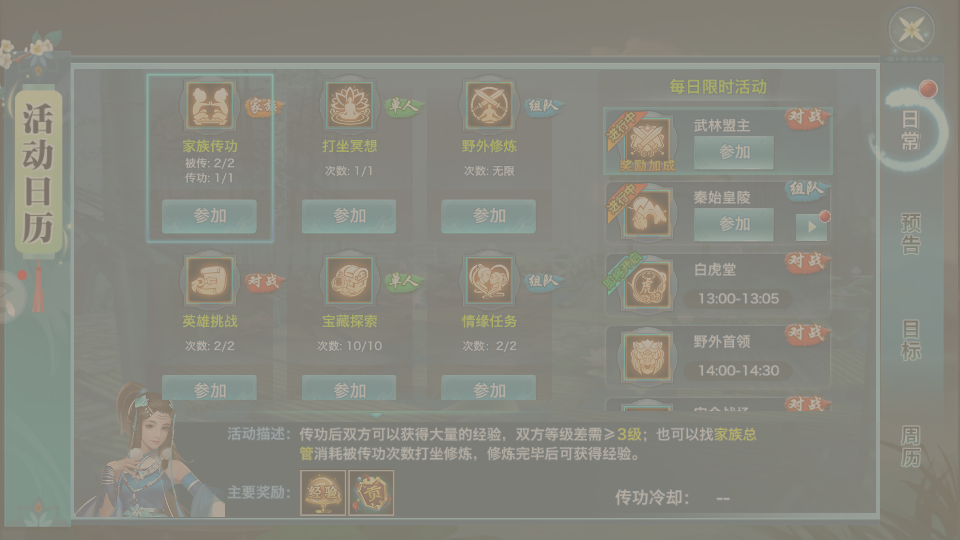 活动日历
家族
家族传功
被传: 2/2
传功: 1/1
参加
单人
打坐冥想
次数: 1/1
参加
组队
野外修炼
次数: 无限
参加
对战
英雄挑战
次数: 2/2
参加
单人
宝藏探索
次数: 10/10
参加
组队
情缘任务
次数: 2/2
参加
每日限时活动
进行中
奖励加成
武林盟主
对战
参加
进行中
秦始皇陵
组队
参加
白虎堂
对战
13:00-13:05
野外首领
对战
14:00-14:30
对战
日常
预告
目标
周历
活动描述: 传功后双方可以获得大量的经验，双方等级差需≥3级；也可以找家族总
管消耗被传功次数打坐修炼，修炼完毕后可获得经验。
主要奖励:
经验
贡
传功冷却: --